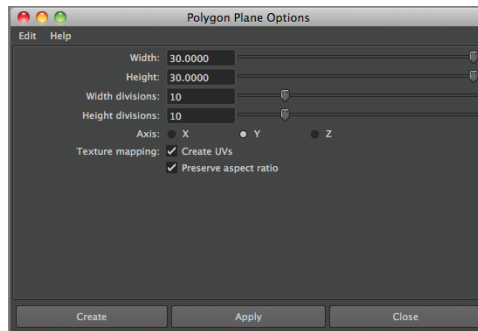 Polygon Plane Options
Edit Help
Width: 30.0000
Height: 30.0000
Width divisions: 10
Height divisions: 10
Axis: X Y Z
Texture mapping: Create UVs
Preserve aspect ratio
Create Apply Close